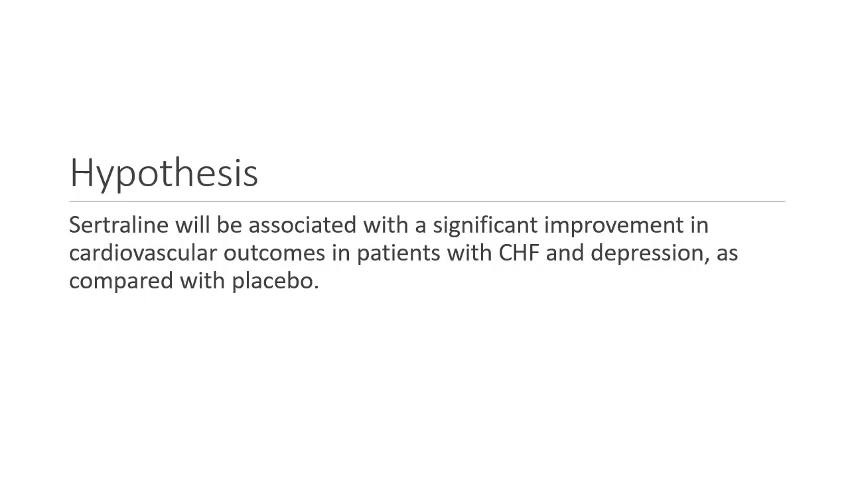 Hypothesis
Sertraline will be associated with a significant improvement in
cardiovascular outcomes in patients with CHF and depression, as
compared with placebo.